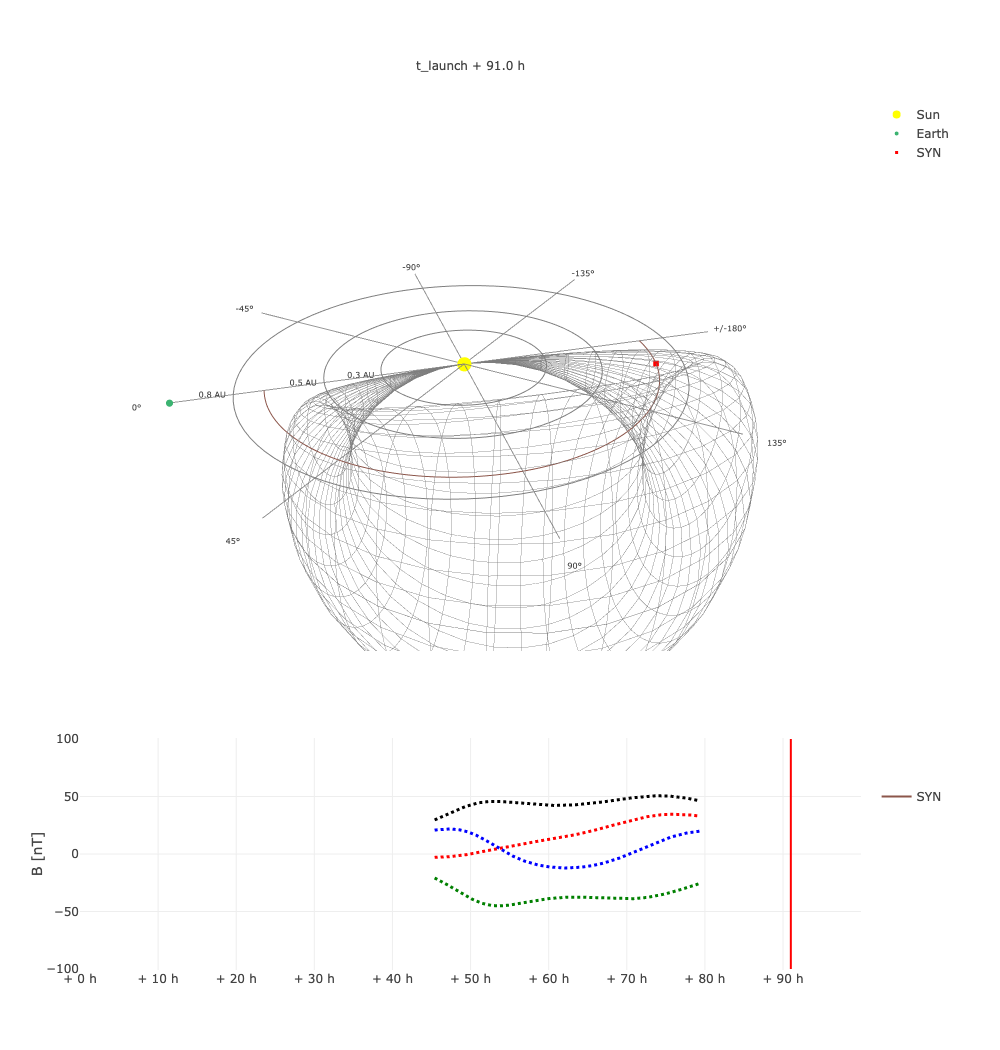 t_launch + 91.0 h
Sun
Earth
SYN
-90°
-135°
-45°
+/-180°
0.3 AU
0.5 AU
0.8 AU
0°
135°
45°
90°
100
50
0
−50
−100
B [nT]
SYN
+ 0 h + 10 h + 20 h + 30 h + 40 h + 50 h + 60 h + 70 h + 80 h + 90 h